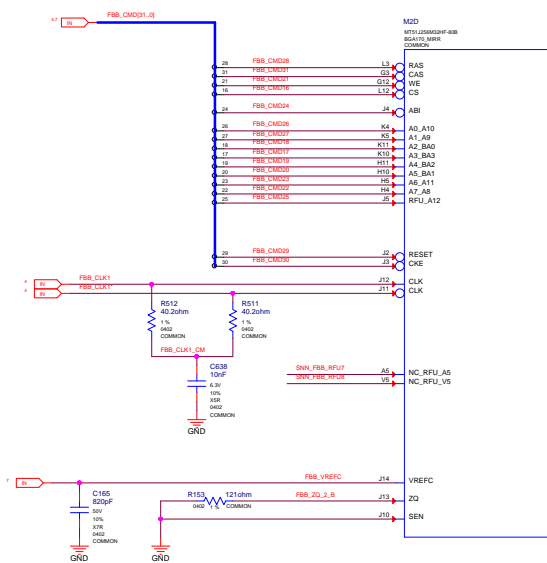 FBB_CMD[31..0]
4,7 IN
M2D
MT51J256M32HF-80B
BGA170_MIRR
COMMON
28 FBB_CMD28 L3 RAS
31 FBB_CMD31 G3 CAS
21 FBB_CMD21 G12 WE
16 FBB_CMD16 L12 CS
24 FBB_CMD24 J4 ABI
26 FBB_CMD26 K4 A0_A10
27 FBB_CMD27 K5 A1_A9
18 FBB_CMD18 K11 A2_BA0
17 FBB_CMD17 K10 A3_BA3
19 FBB_CMD19 H11 A4_BA2
20 FBB_CMD20 H10 A5_BA1
23 FBB_CMD23 H5 A6_A11
22 FBB_CMD22 H4 A7_A8
25 FBB_CMD25 J5 RFU_A12
29 FBB_CMD29 J2 RESET
30 FBB_CMD30 J3 CKE
4 IN FBB_CLK1 J12 CLK
4 IN FBB_CLK1* J11 CLK
R512 R511
40.2ohm 40.2ohm
1 % 1 %
0402 0402
COMMON COMMON
FBB_CLK1_CM
C638
10nF
6.3V
10%
X5R
0402
COMMON
GND
SNN_FBB_RFU7 A5 NC_RFU_A5
SNN_FBB_RFU8 V5 NC_RFU_V5
7 IN FBB_VREFC J14 VREFC
C165
820pF
50V
10%
X7R
0402
COMMON
GND
R153 121ohm FBB_ZQ_2_B J13 ZQ
0402 1 % COMMON
J10 SEN
GND